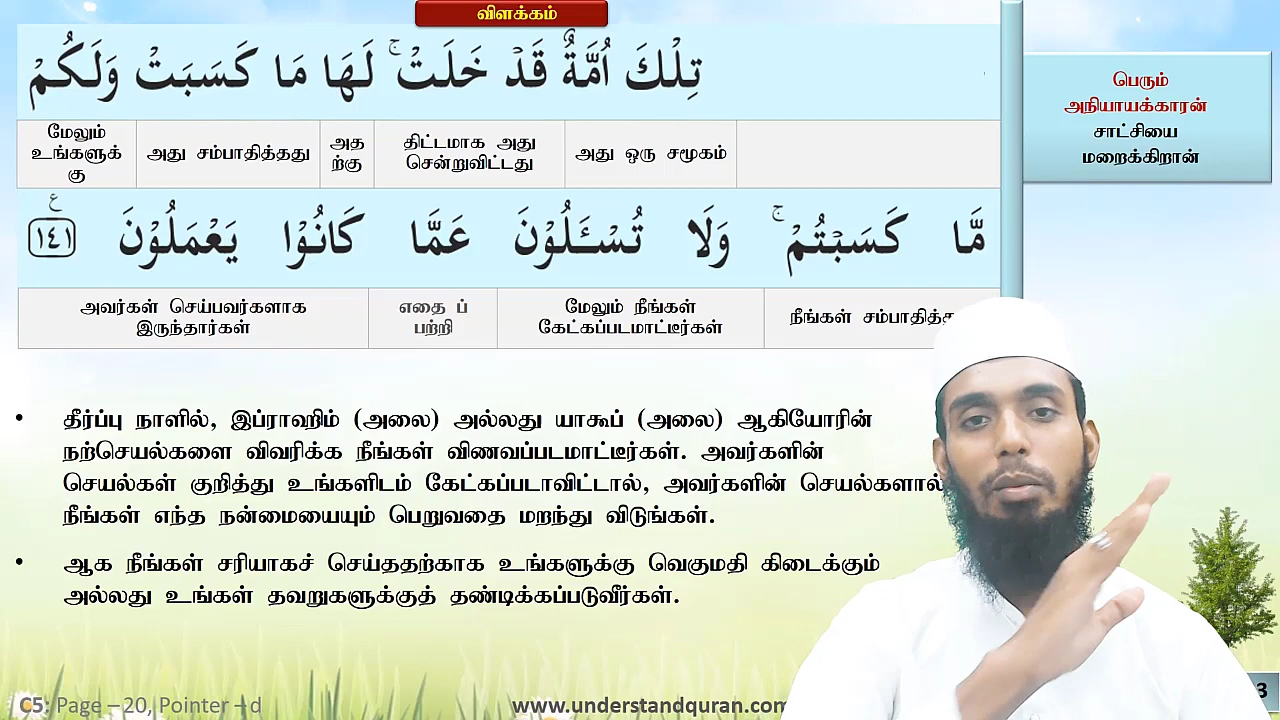 விளக்கம்
تِلْكَ اُمَّةٌ قَدْ خَلَتْ ۚ لَهَا مَا كَسَبَتْ وَلَكُمْ
மேலும் உங்களுக்கு
அது சம்பாதித்தது
அதற்கு
திட்டமாக அது சென்றுவிட்டது
அது ஒரு சமூகம்
مَّا كَسَبْتُمْ ۚ وَلَا تُسْـَٔلُوْنَ عَمَّا كَانُوْا يَعْمَلُوْنَ ١٤١
ع
அவர்கள் செய்பவர்களாக இருந்தார்கள்
எதை ப் பற்றி
மேலும் நீங்கள் கேட்கப்படமாட்டீர்கள்
நீங்கள்
பெரும்
அநியாயக்காரன்
சாட்சியை
மறைக்கிறான்
• தீர்ப்பு நாளில், இப்ராஹிம் (அலை) அல்லது யாகூப் (அலை) ஆகியோரின்
நற்செயல்களை விவரிக்க நீங்கள் வினவப்படமாட்டீர்கள். அவர்களின்
செயல்கள் குறித்து உங்களிடம் கேட்கப்படாவிட்டால், அவர்களின் செயல்களால்
நீங்கள் எந்த நன்மையையும் பெறுவதை மறந்து விடுங்கள்.
• ஆக நீங்கள் சரியாகச் செய்ததற்காக உங்களுக்கு வெகுமதி கிடைக்கும்
அல்லது உங்கள் தவறுகளுக்குத் தண்டிக்கப்படுவீர்கள்.
C5: Page – 20, Pointer – d
www.understandquran.com
3